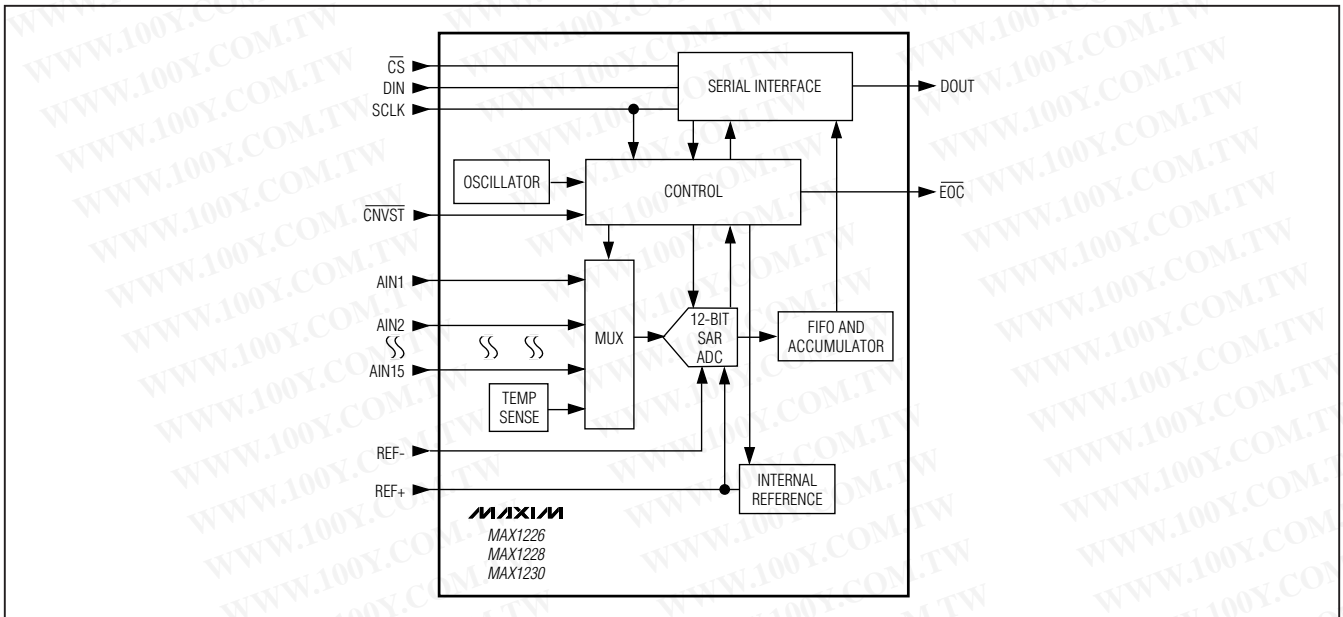 CS
DIN
SCLK
SERIAL INTERFACE
DOUT
OSCILLATOR
CONTROL
EOC
CNVST
AIN1
AIN2
AIN15
MUX
12-BIT
SAR
ADC
FIFO AND
ACCUMULATOR
TEMP
SENSE
REF-
REF+
INTERNAL
REFERENCE
MAXIM
MAX1226
MAX1228
MAX1230
WWW.100Y.COM.TW